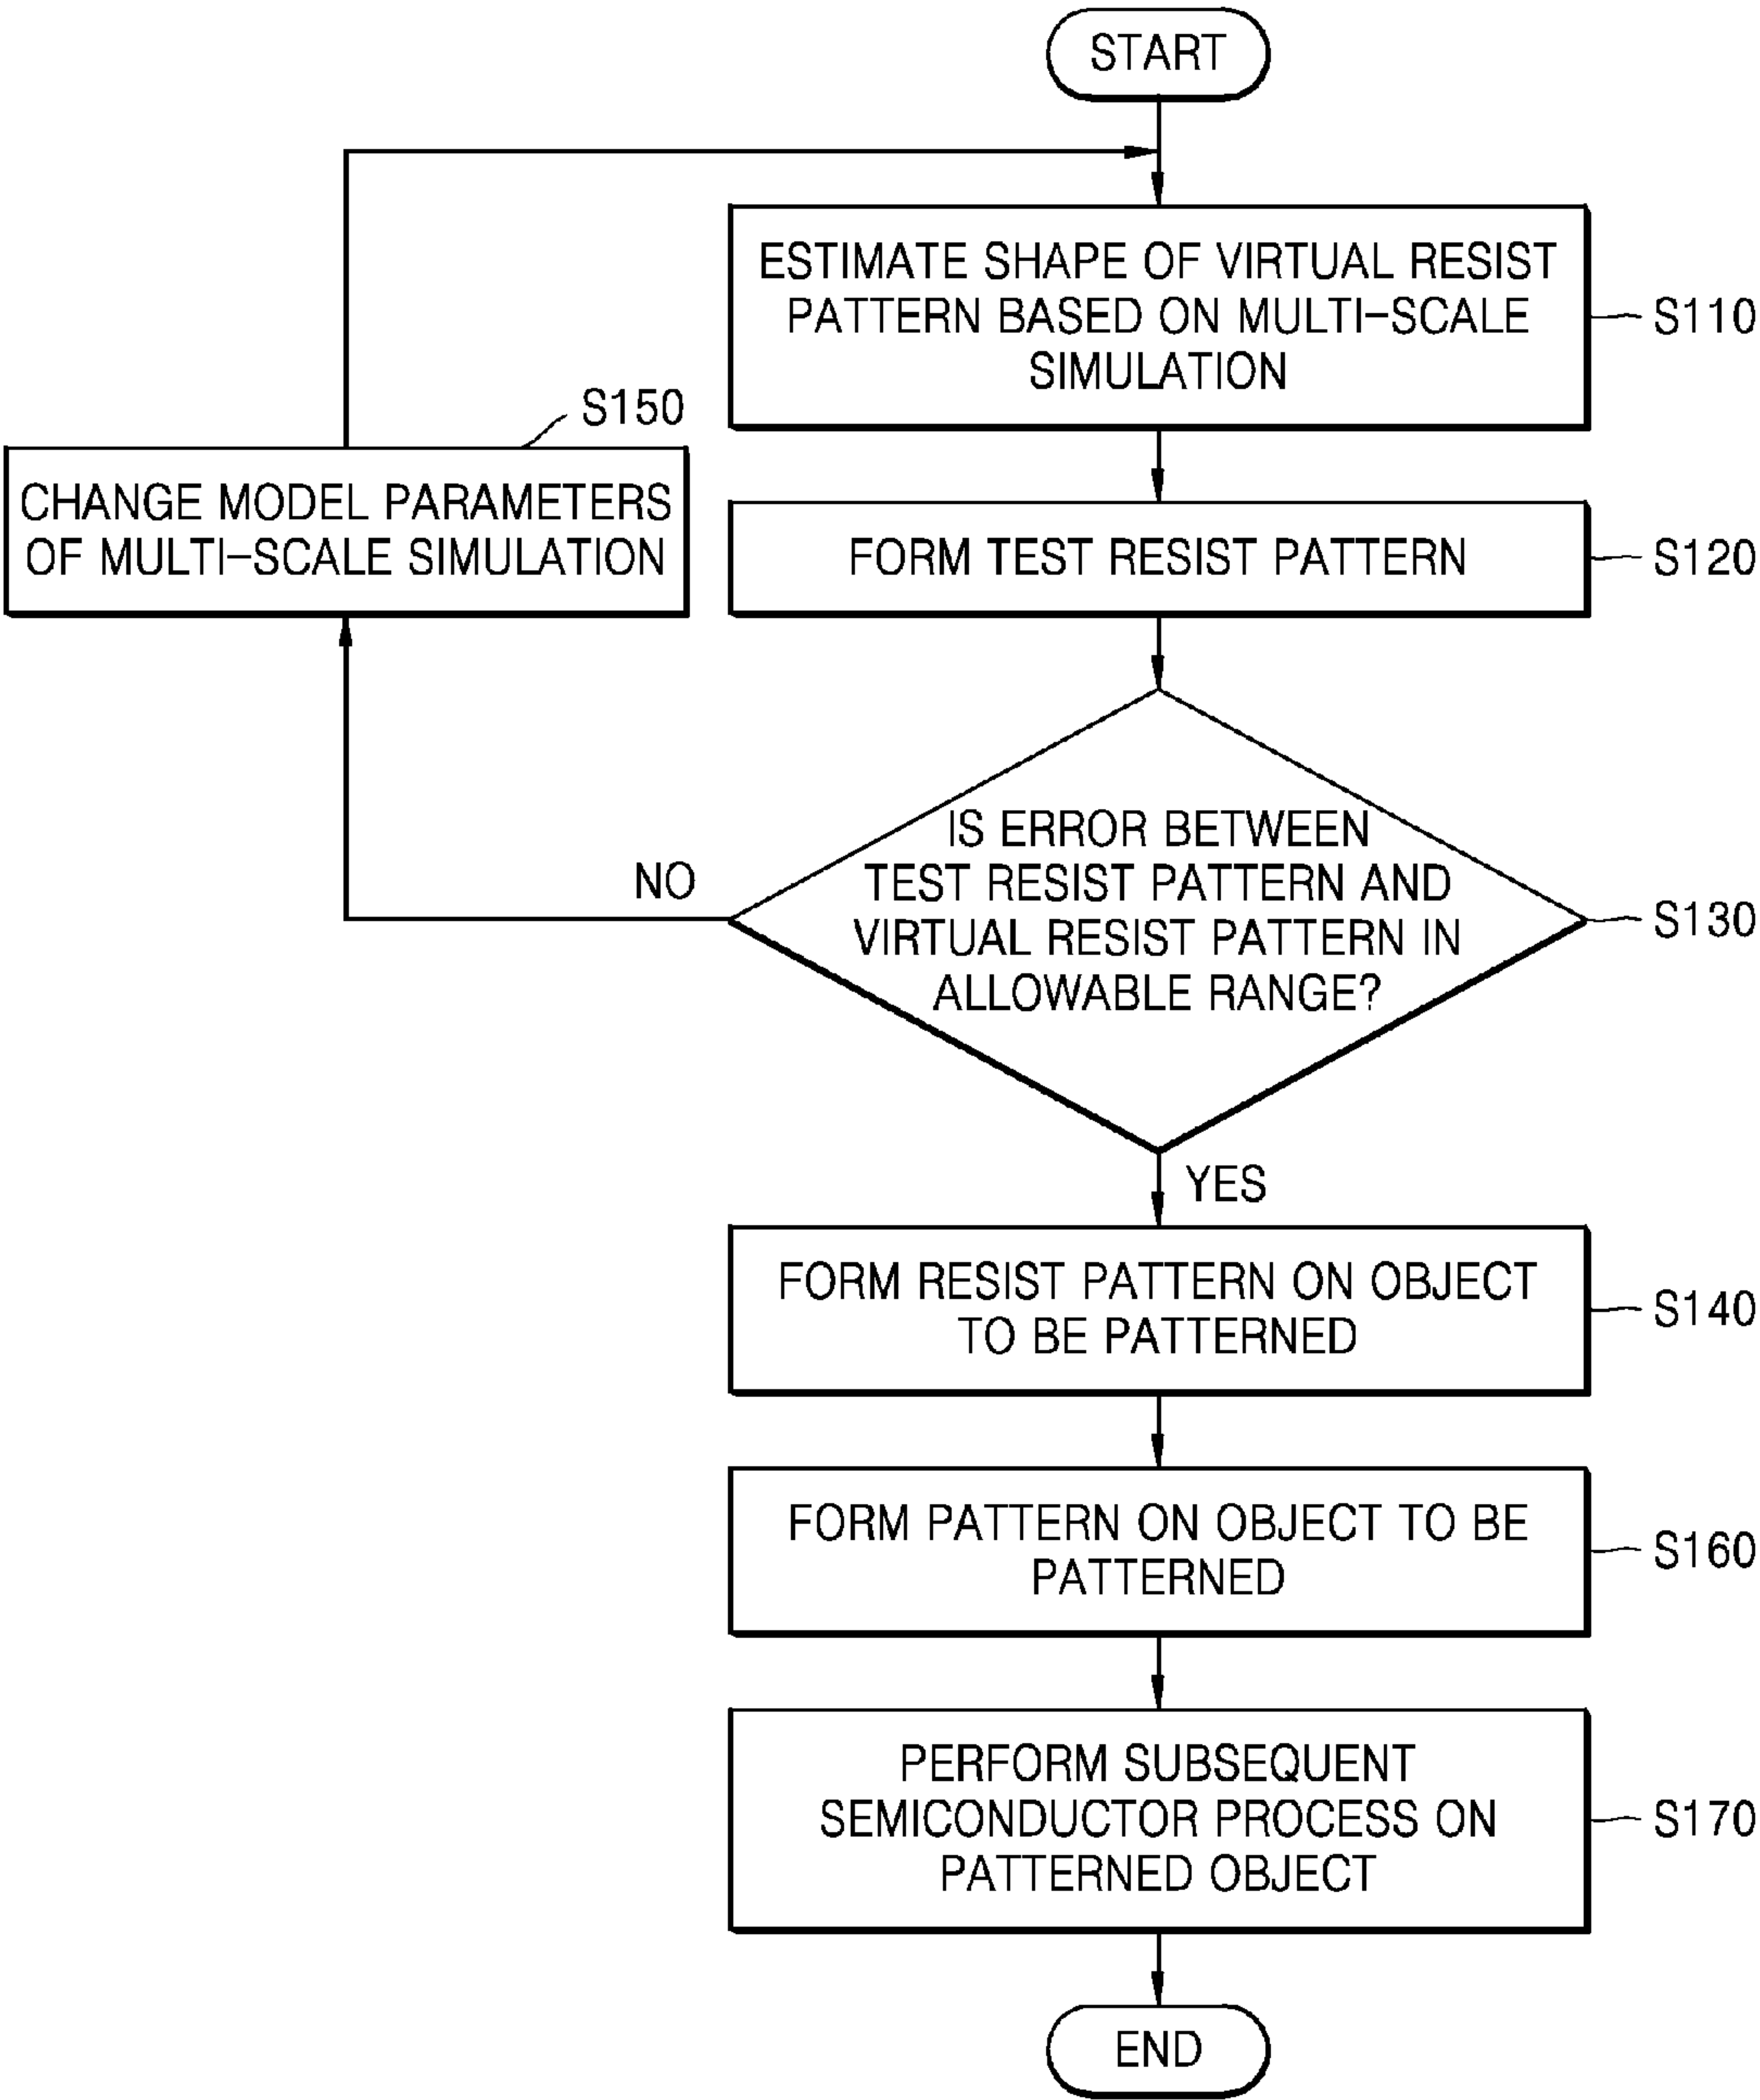 START
ESTIMATE SHAPE OF VIRTUAL RESIST
PATTERN BASED ON MULTI-SCALE
SIMULATION
S110
S150
CHANGE MODEL PARAMETERS
OF MULTI-SCALE SIMULATION
FORM TEST RESIST PATTERN
S120
IS ERROR BETWEEN
TEST RESIST PATTERN AND
VIRTUAL RESIST PATTERN IN
ALLOWABLE RANGE?
S130
NO
YES
FORM RESIST PATTERN ON OBJECT
TO BE PATTERNED
S140
FORM PATTERN ON OBJECT TO BE
PATTERNED
S160
PERFORM SUBSEQUENT
SEMICONDUCTOR PROCESS ON
PATTERNED OBJECT
S170
END